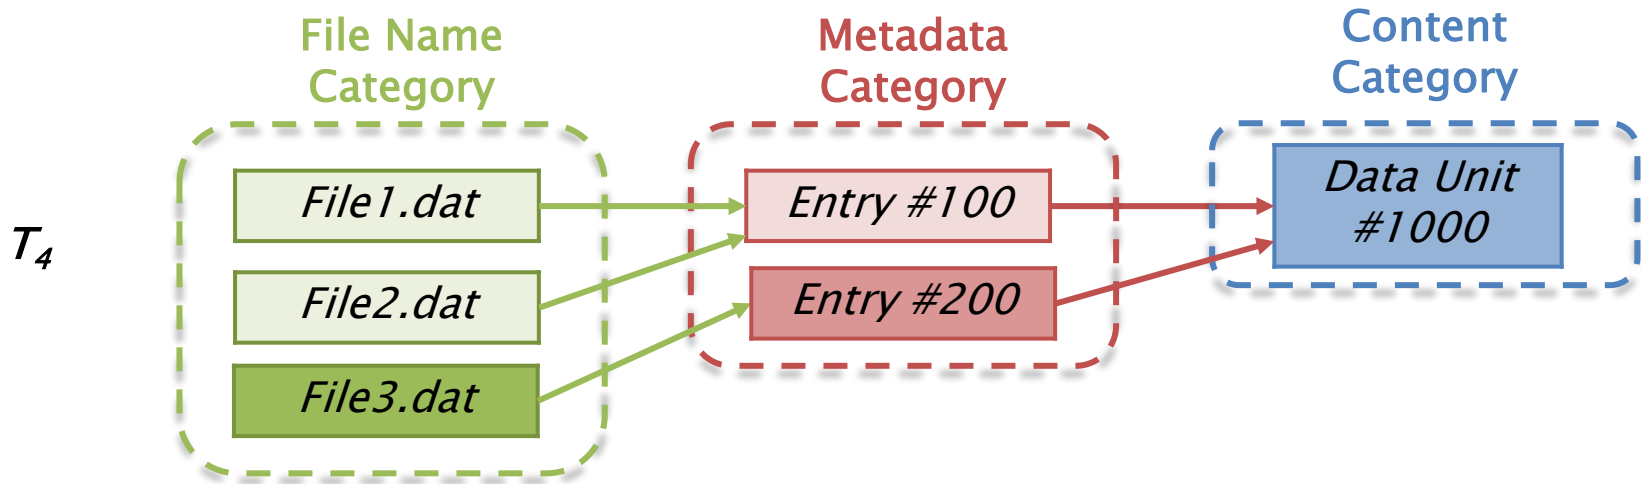 File Name
Category
Metadata
Category
Content
Category
T4
File1.dat
File2.dat
File3.dat
Entry #100
Entry #200
Data Unit
#1000